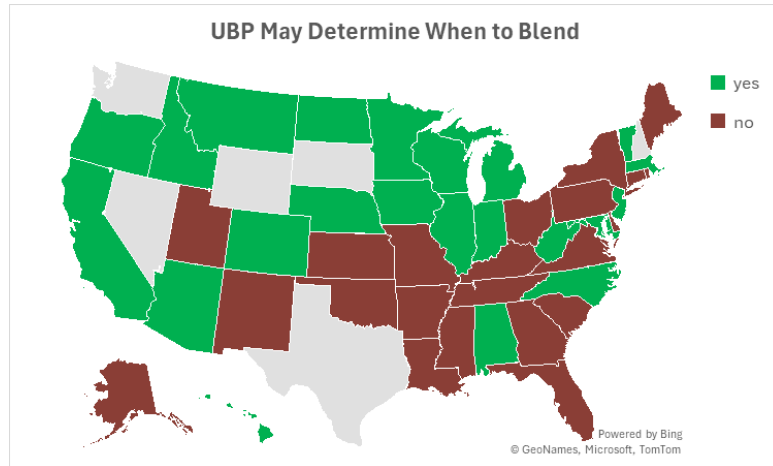 UBP May Determine When to Blend
yes
no
Powered by Bing
© GeoNames, Microsoft, TomTom